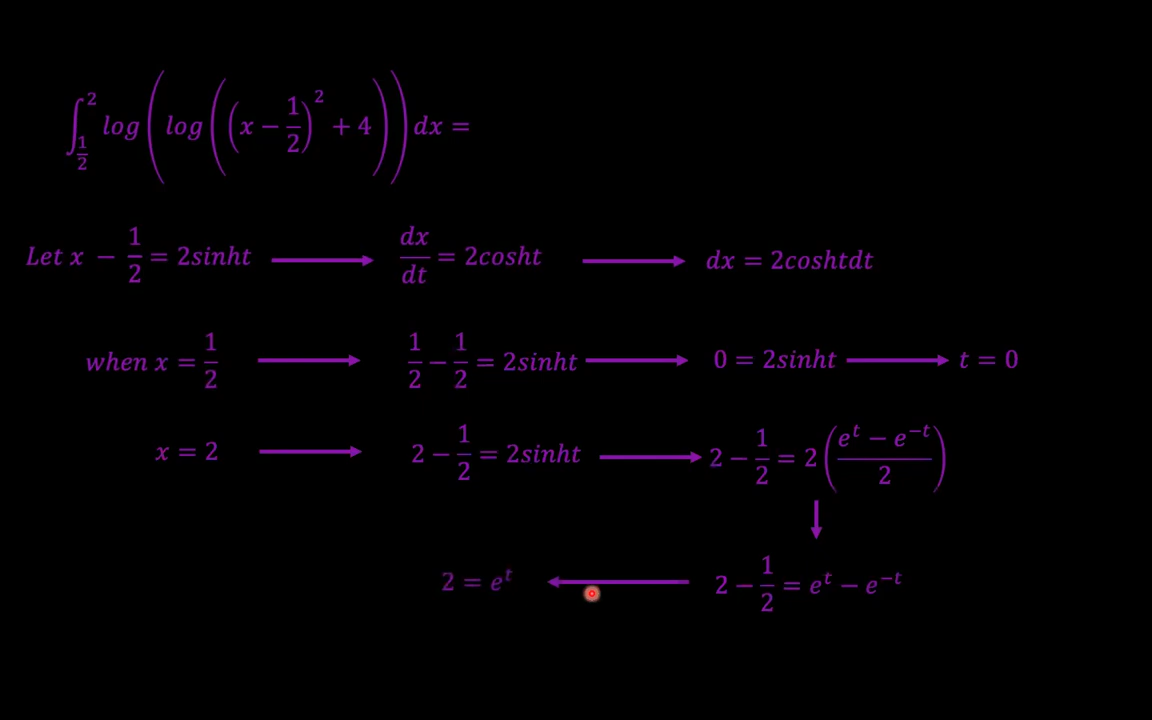 ∫_{1/2}^{2} log(log((x − 1/2)² + 4))dx =
Let x − 1/2 = 2sinht ⟶ dx/dt = 2cosht ⟶ dx = 2coshtdt
when x = 1/2 ⟶ 1/2 − 1/2 = 2sinht ⟶ 0 = 2sinht ⟶ t = 0
x = 2 ⟶ 2 − 1/2 = 2sinht ⟶ 2 − 1/2 = 2((e^t − e^{−t})/2)
2 = e^t ⟵ 2 − 1/2 = e^t − e^{−t}